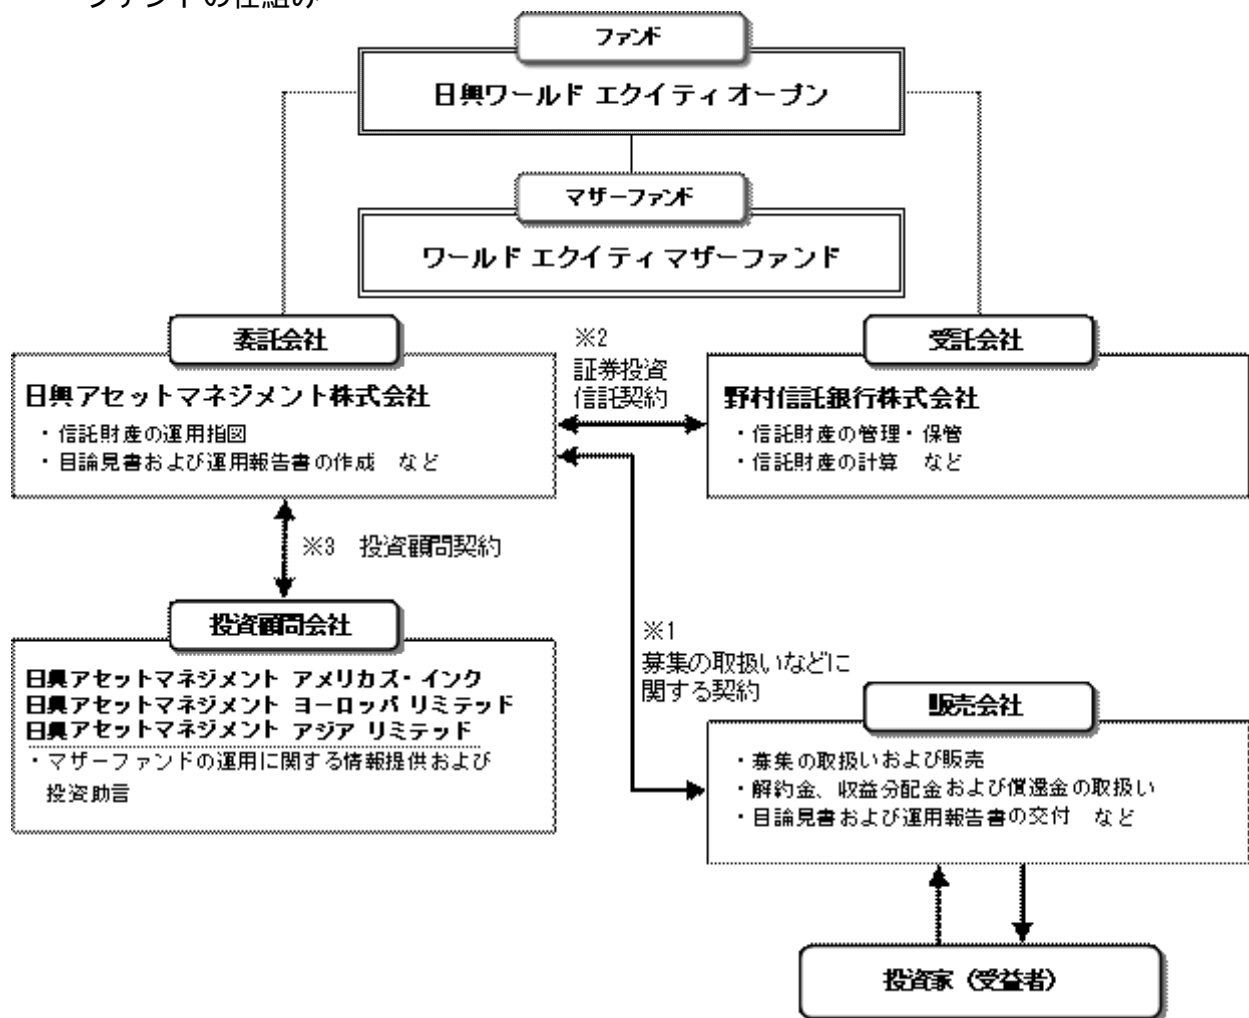 ファンドの仕組み
ファンド
日興ワールド エクイティ オープン
マザーファンド
ワールド エクイティ マザーファンド
委託会社
日興アセットマネジメント株式会社
・信託財産の運用指図
・目論見書および運用報告書の作成　など
※2
証券投資
信託契約
受託会社
野村信託銀行株式会社
・信託財産の管理・保管
・信託財産の計算　など
※3　投資顧問契約
投資顧問会社
日興アセットマネジメント アメリカズ・インク
日興アセットマネジメント ヨーロッパ リミテッド
日興アセットマネジメント アジア リミテッド
・マザーファンドの運用に関する情報提供および
投資助言
※1
募集の取扱いなどに
関する契約
販売会社
・募集の取扱いおよび販売
・解約金、収益分配金および償還金の取扱い
・目論見書および運用報告書の交付　など
投資家（受益者）